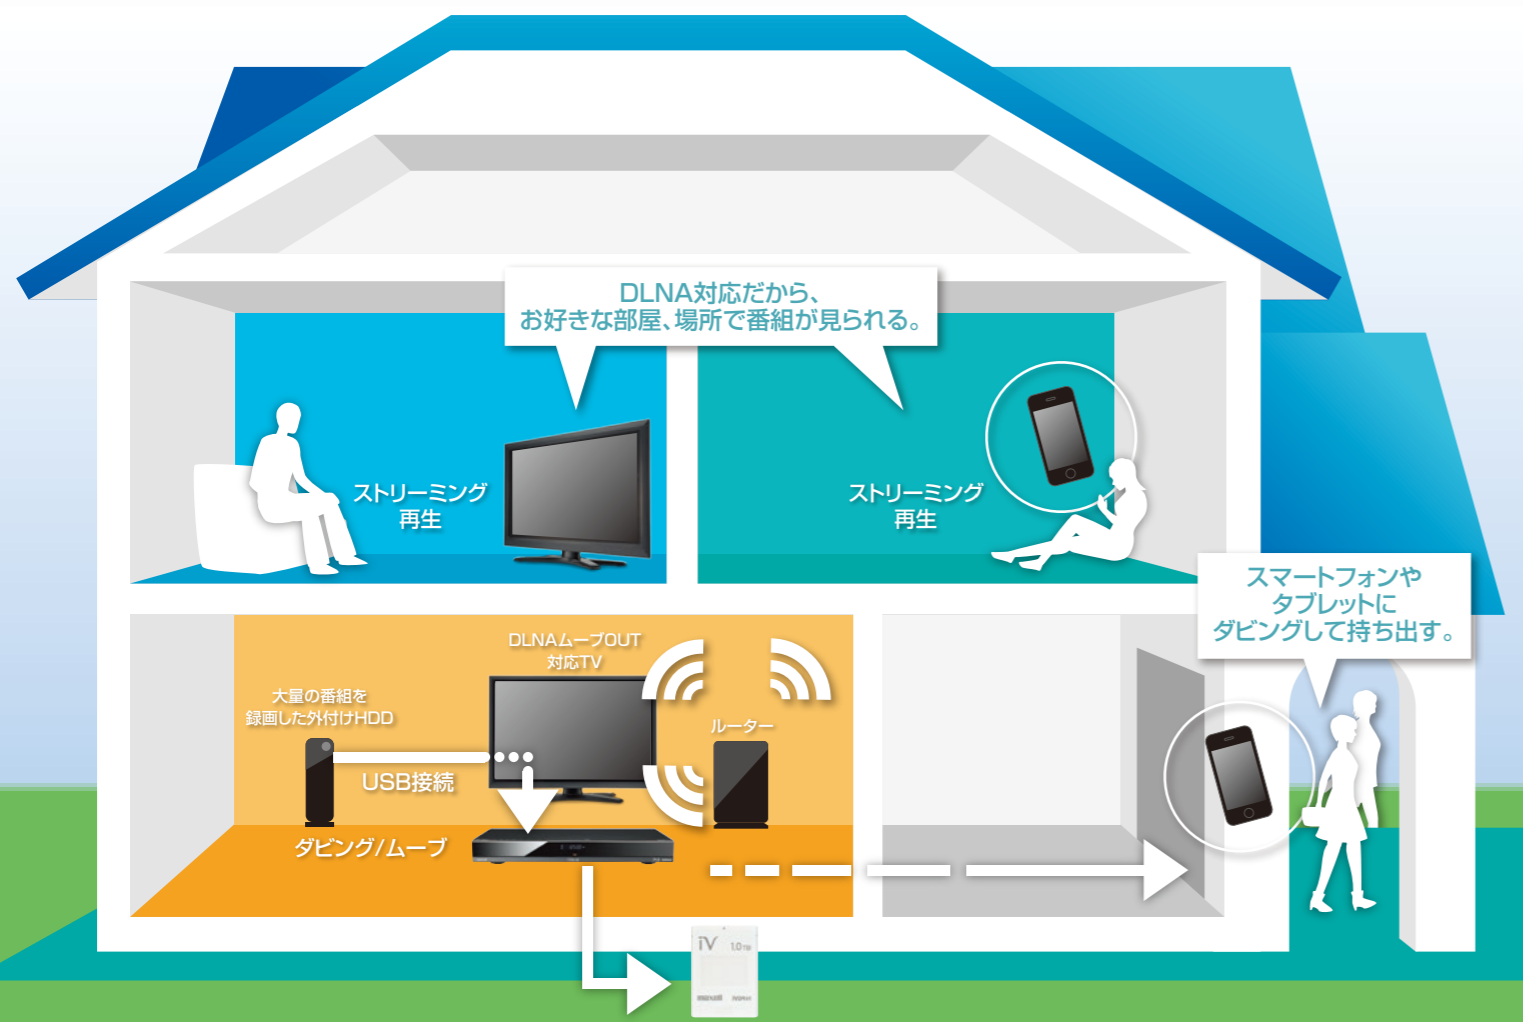 DLNA対応だから、
お好きな部屋、場所で番組が見られる。
ストリーミング
再生
ストリーミング
再生
スマートフォンや
タブレットに
ダビングして持ち出す。
DLNAムーブOUT
対応TV
大量の番組を
録画した外付けHDD
ルーター
USB接続
ダビング/ムーブ
iV 1.0TB
maxell